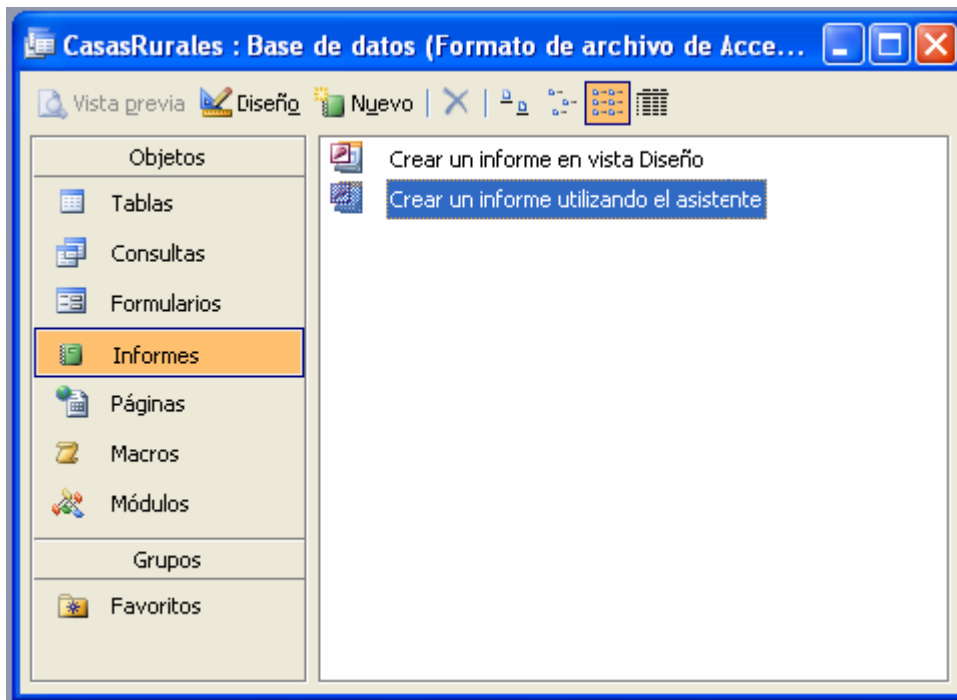 CasasRurales : Base de datos (Formato de archivo de Acce...
Vista previa Diseño Nuevo
Objetos
Tablas
Consultas
Formularios
Informes
Páginas
Macros
Módulos
Grupos
Favoritos
Crear un informe en vista Diseño
Crear un informe utilizando el asistente